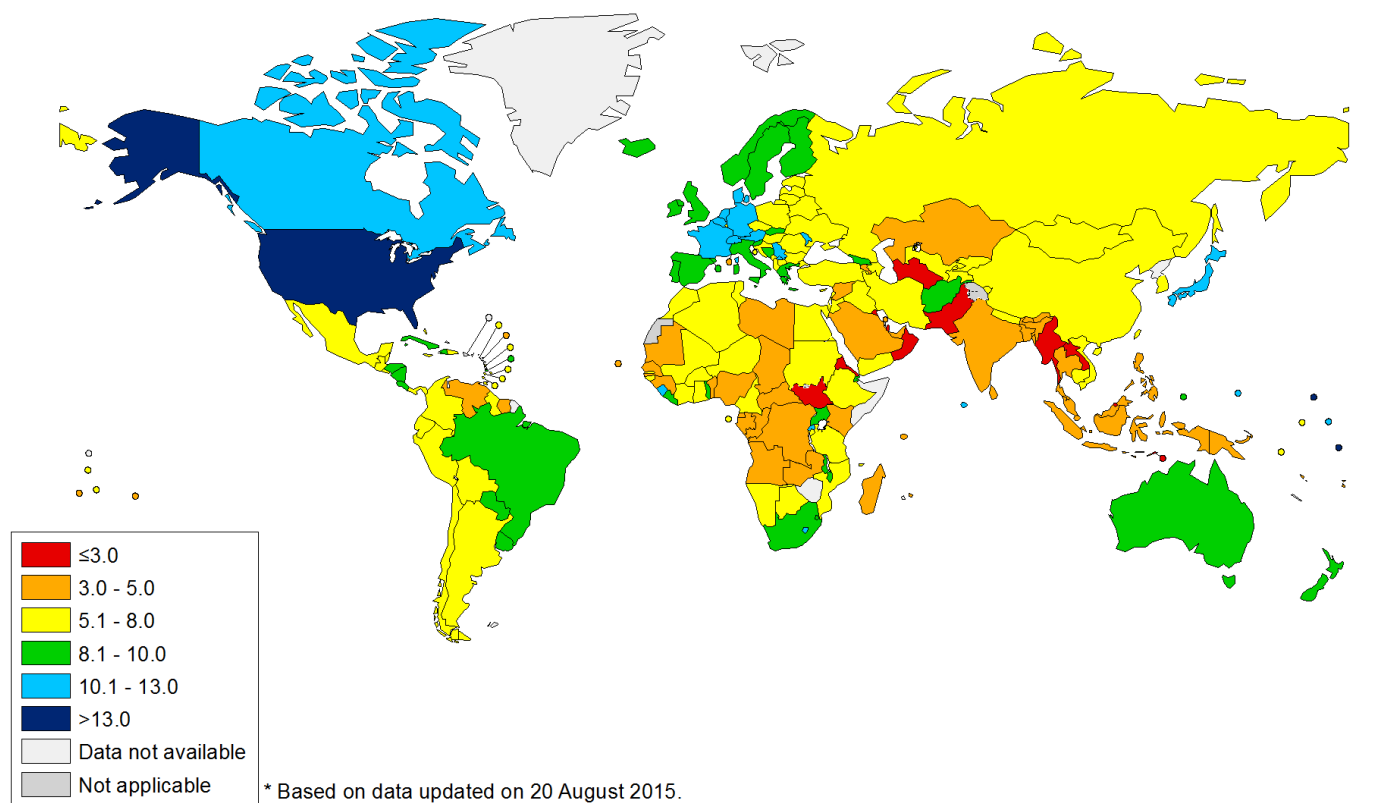 ≤3.0
3.0 - 5.0
5.1 - 8.0
8.1 - 10.0
10.1 - 13.0
>13.0
Data not available
Not applicable
* Based on data updated on 20 August 2015.